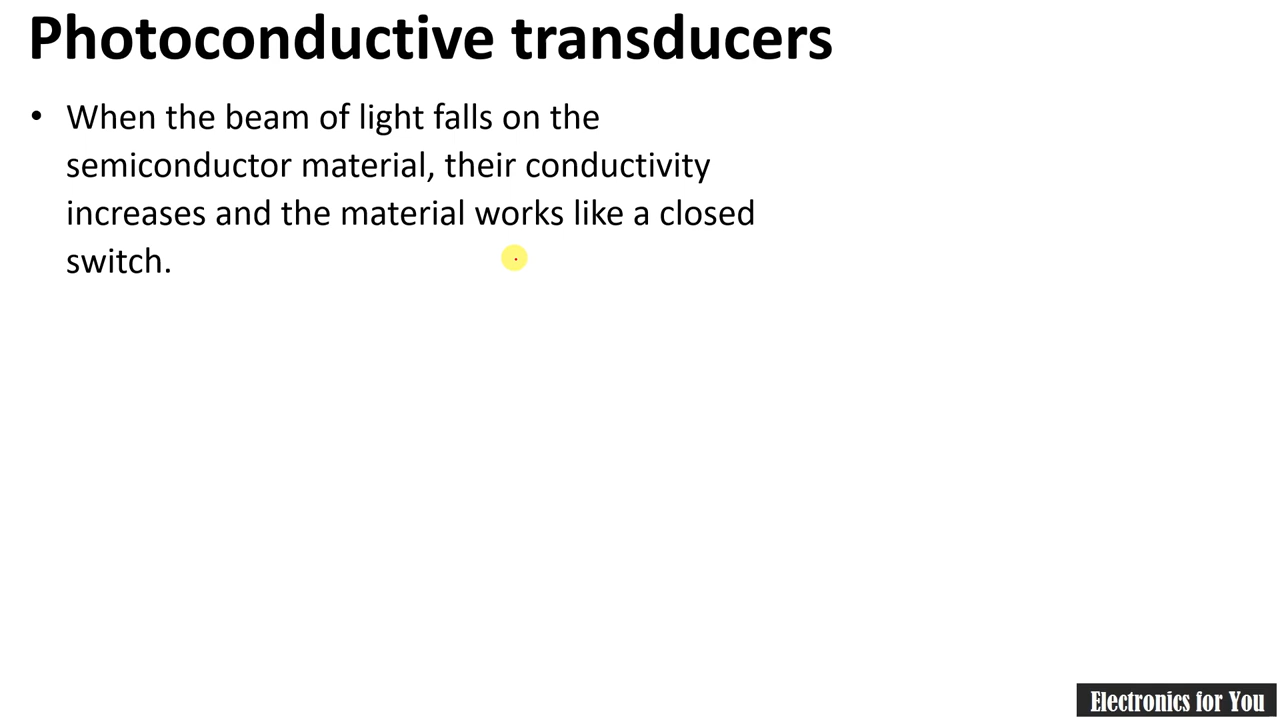 Photoconductive transducers
• When the beam of light falls on the
semiconductor material, their conductivity
increases and the material works like a closed
switch.
Electronics for You